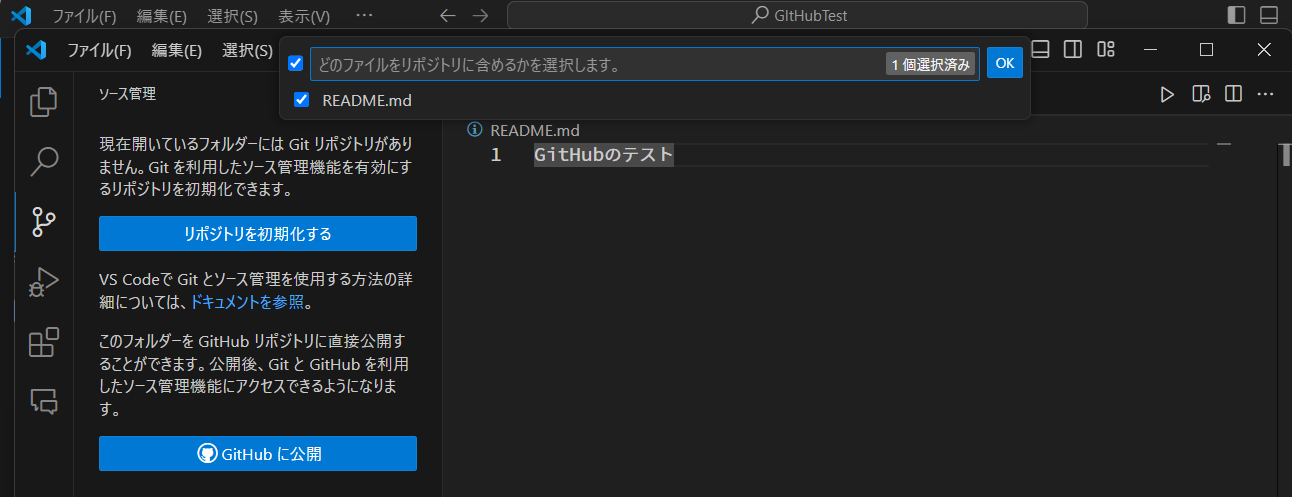 ファイル(F) 編集(E) 選択(S) 表示(V) ··· GItHubTest
ファイル(F) 編集(E) 選択(S)
どのファイルをリポジトリに含めるかを選択します。 1 個選択済み OK
README.md
ソース管理
README.md
1 GitHubのテスト
現在開いているフォルダーには Git リポジトリがあり
ません。Git を利用したソース管理機能を有効にす
るリポジトリを初期化できます。
リポジトリを初期化する
VS Codeで Git とソース管理を使用する方法の詳
細については、ドキュメントを参照。
このフォルダーを GitHub リポジトリに直接公開す
ることができます。公開後、Git と GitHub を利用
したソース管理機能にアクセスできるようになりま
す。
GitHub に公開